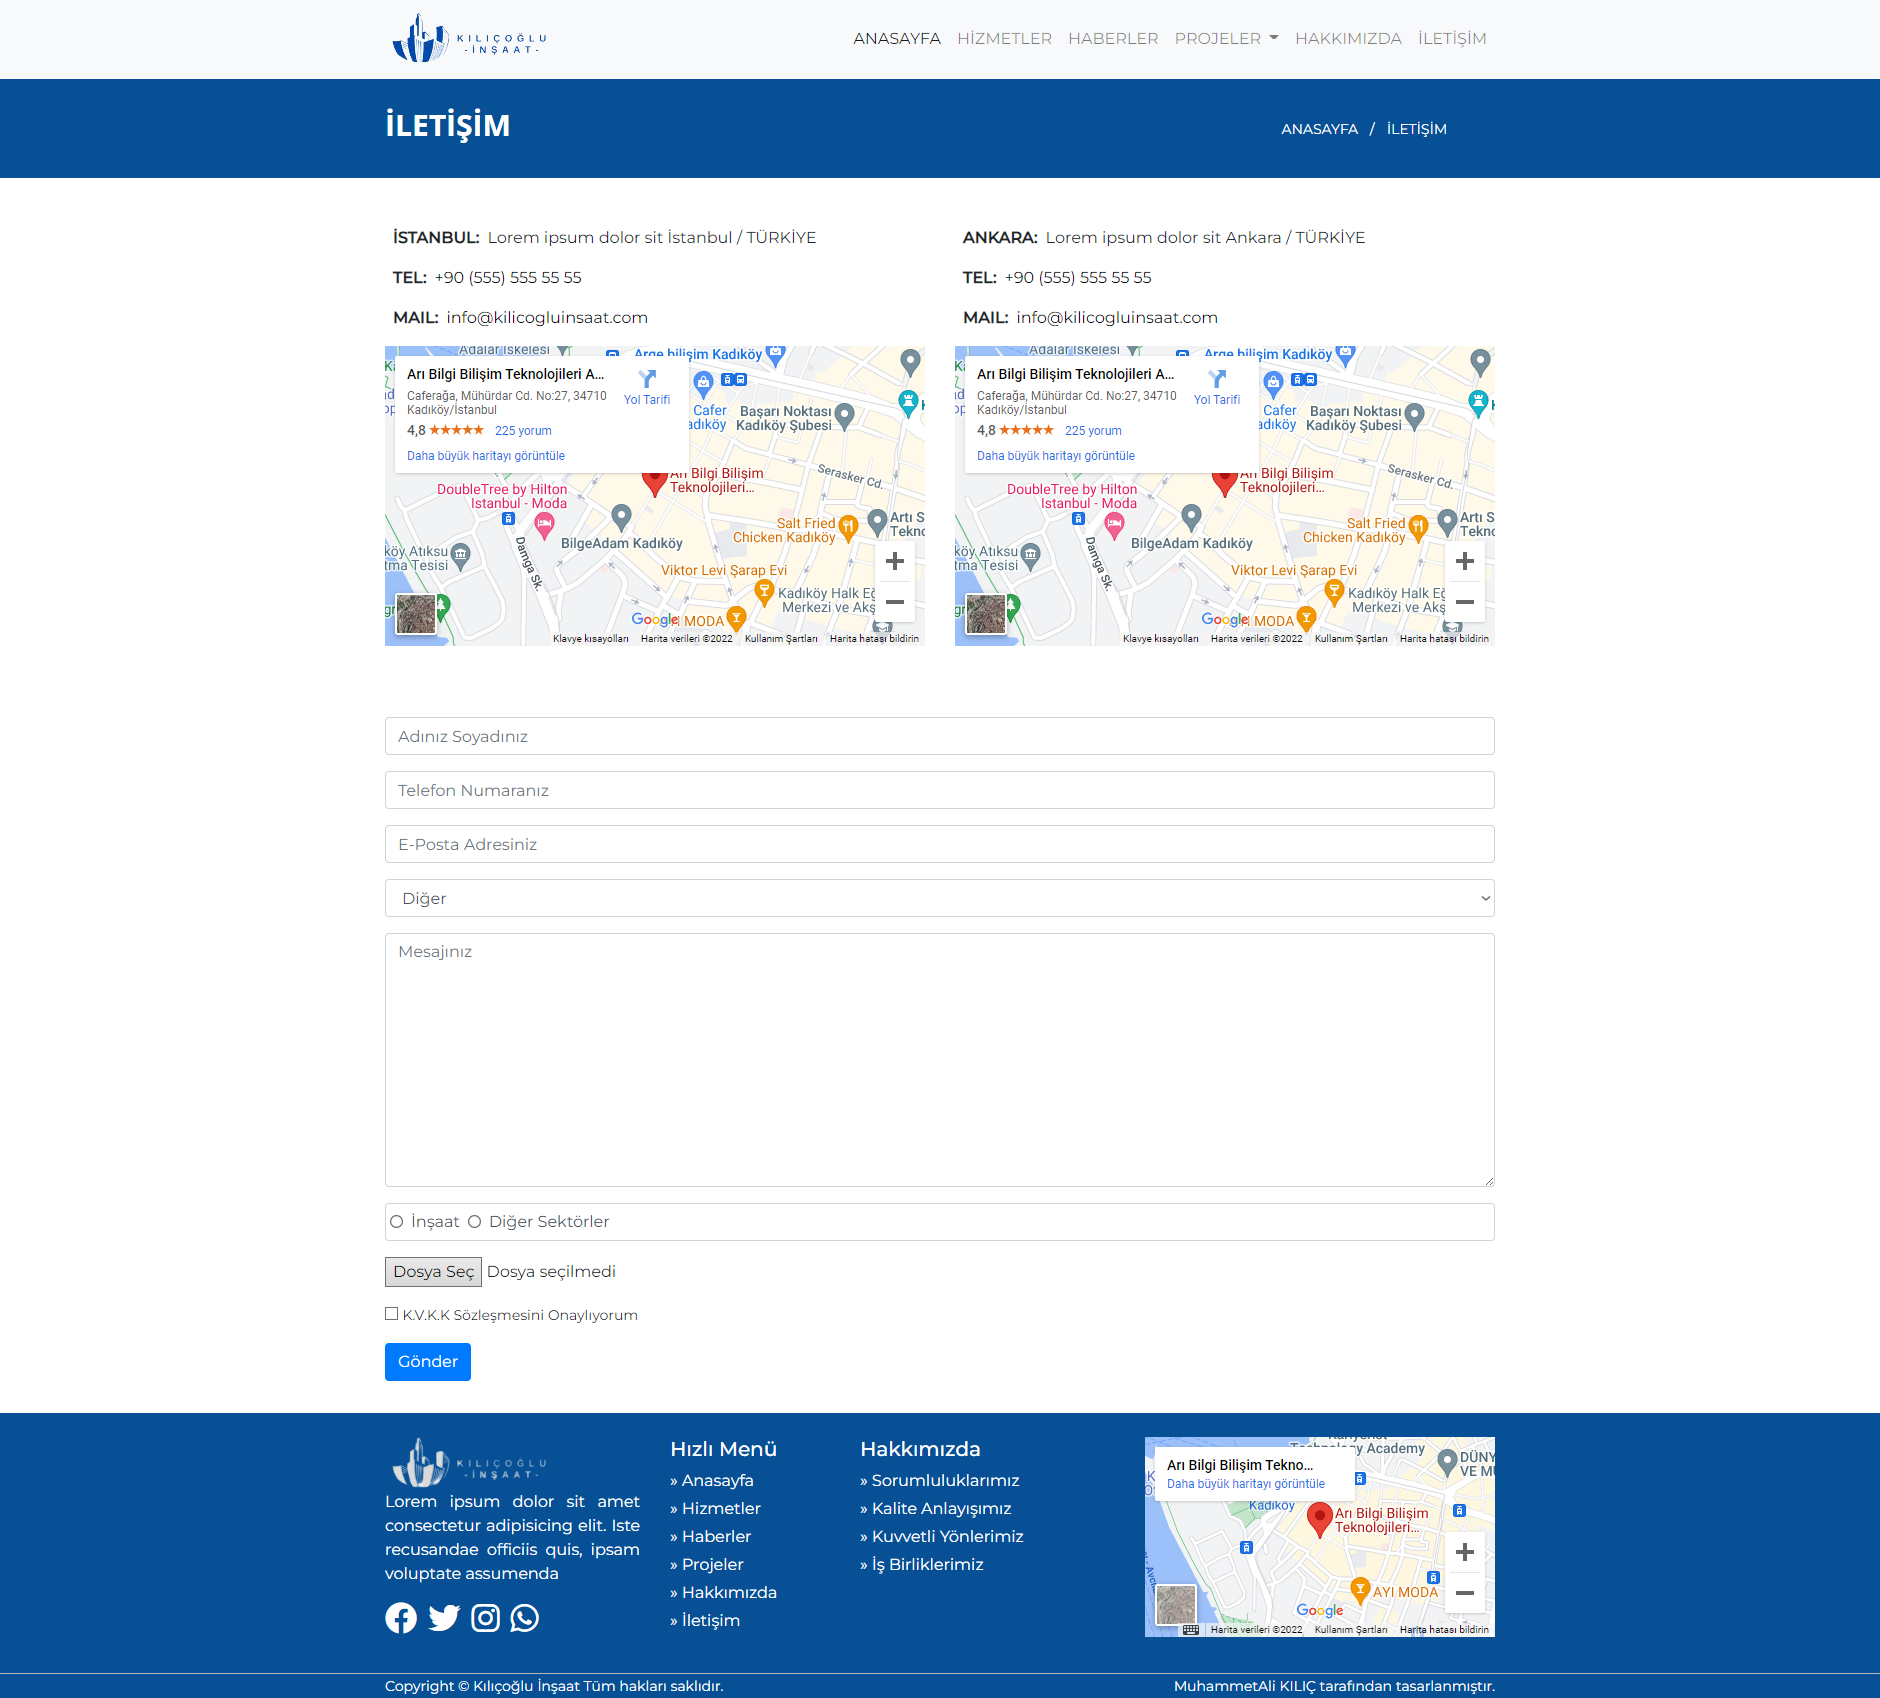 KILIÇOĞLU
-İNŞAAT-
ANASAYFA HİZMETLER HABERLER PROJELER HAKKIMIZDA İLETİŞİM
İLETİŞİM
ANASAYFA / İLETİŞİM
İSTANBUL: Lorem ipsum dolor sit İstanbul / TÜRKİYE
TEL: +90 (555) 555 55 55
MAIL: info@kilicogluinsaat.com
ANKARA: Lorem ipsum dolor sit Ankara / TÜRKİYE
TEL: +90 (555) 555 55 55
MAIL: info@kilicogluinsaat.com
Adalar İskelesi
Arge bilişim Kadıköy
Arı Bilgi Bilişim Teknolojileri A...
Caferağa, Mühürdar Cd. No:27, 34710
Kadıköy/İstanbul
Yol Tarifi
4,8 ★★★★★ 225 yorum
Daha büyük haritayı görüntüle
Cafer
adıköy
Başarı Noktası
Kadıköy Şubesi
Arı Bilgi Bilişim
Teknolojileri...
Serasker Cd.
DoubleTree by Hilton
Istanbul - Moda
Salt Fried
Chicken Kadıköy
Artı S
Tekno
BilgeAdam Kadıköy
Damga Sk.
köy Atıksu
tma Tesisi
Viktor Levi Şarap Evi
Kadıköy Halk Eğ
Merkezi ve Akş
Google
MODA
Klavye kısayolları Harita verileri ©2022 Kullanım Şartları Harita hatası bildirin
Adalar İskelesi
Arge bilişim Kadıköy
Arı Bilgi Bilişim Teknolojileri A...
Caferağa, Mühürdar Cd. No:27, 34710
Kadıköy/İstanbul
Yol Tarifi
4,8 ★★★★★ 225 yorum
Daha büyük haritayı görüntüle
Cafer
adıköy
Başarı Noktası
Kadıköy Şubesi
Arı Bilgi Bilişim
Teknolojileri...
Serasker Cd.
DoubleTree by Hilton
Istanbul - Moda
Salt Fried
Chicken Kadıköy
Artı S
Tekno
BilgeAdam Kadıköy
Damga Sk.
köy Atıksu
tma Tesisi
Viktor Levi Şarap Evi
Kadıköy Halk Eğ
Merkezi ve Akş
Google
MODA
Klavye kısayolları Harita verileri ©2022 Kullanım Şartları Harita hatası bildirin
Adınız Soyadınız
Telefon Numaranız
E-Posta Adresiniz
Diğer
Mesajınız
İnşaat Diğer Sektörler
Dosya Seç Dosya seçilmedi
K.V.K.K Sözleşmesini Onaylıyorum
Gönder
KILIÇOĞLU
-İNŞAAT-
Lorem ipsum dolor sit amet
consectetur adipisicing elit. Iste
recusandae officiis quis, ipsam
voluptate assumenda
Hızlı Menü
» Anasayfa
» Hizmetler
» Haberler
» Projeler
» Hakkımızda
» İletişim
Hakkımızda
» Sorumluluklarımız
» Kalite Anlayışımız
» Kuvvetli Yönlerimiz
» İş Birliklerimiz
Technology Academy
DÜNY
VE MÜ
Arı Bilgi Bilişim Tekno...
Daha büyük haritayı görüntüle
Kadıköy
Arı Bilgi Bilişim
Teknolojileri...
AYI MODA
Google
Harita verileri ©2022 Kullanım Şartları Harita hatası bildirin
Copyright © Kılıçoğlu İnşaat Tüm hakları saklıdır.
MuhammetAli KILIÇ tarafından tasarlanmıştır.